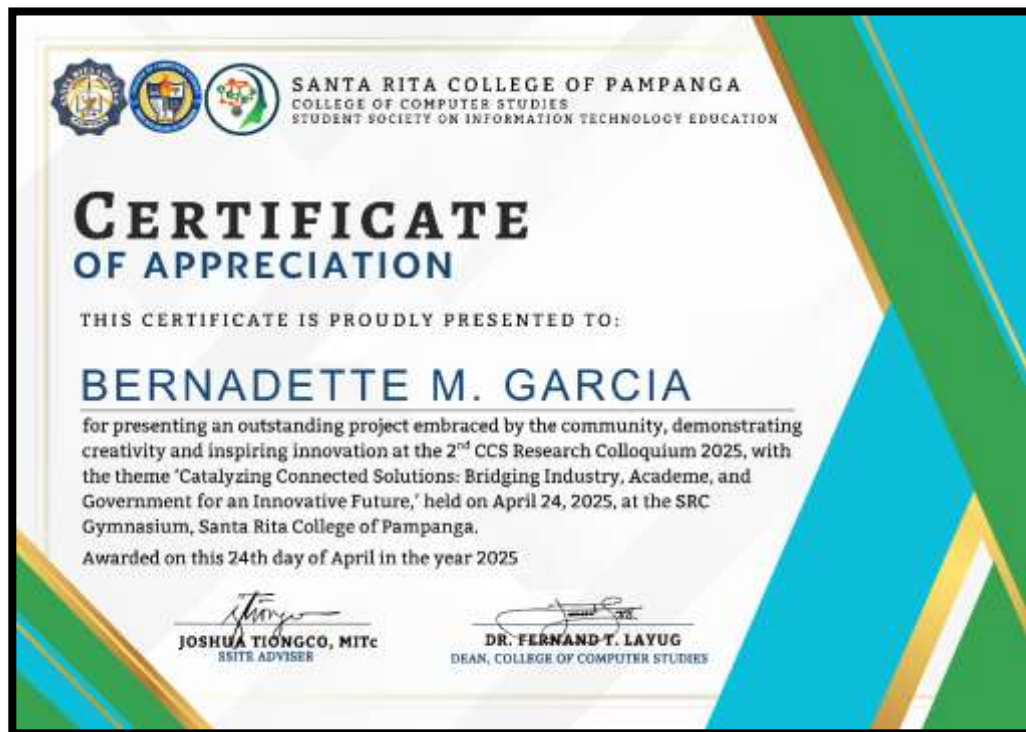 SANTA RITA COLLEGE OF PAMPANGA
COLLEGE OF COMPUTER STUDIES
STUDENT SOCIETY ON INFORMATION TECHNOLOGY EDUCATION
CERTIFICATE
OF APPRECIATION
THIS CERTIFICATE IS PROUDLY PRESENTED TO:
BERNADETTE M. GARCIA
for presenting an outstanding project embraced by the community, demonstrating
creativity and inspiring innovation at the 2nd CCS Research Colloquium 2025, with
the theme 'Catalyzing Connected Solutions: Bridging Industry, Academe, and
Government for an Innovative Future,' held on April 24, 2025, at the SRC
Gymnasium, Santa Rita College of Pampanga.
Awarded on this 24th day of April in the year 2025
JOSHUA TIONGCO, MITc
SSITE ADVISER
DR. FERNAND T. LAYUG
DEAN, COLLEGE OF COMPUTER STUDIES